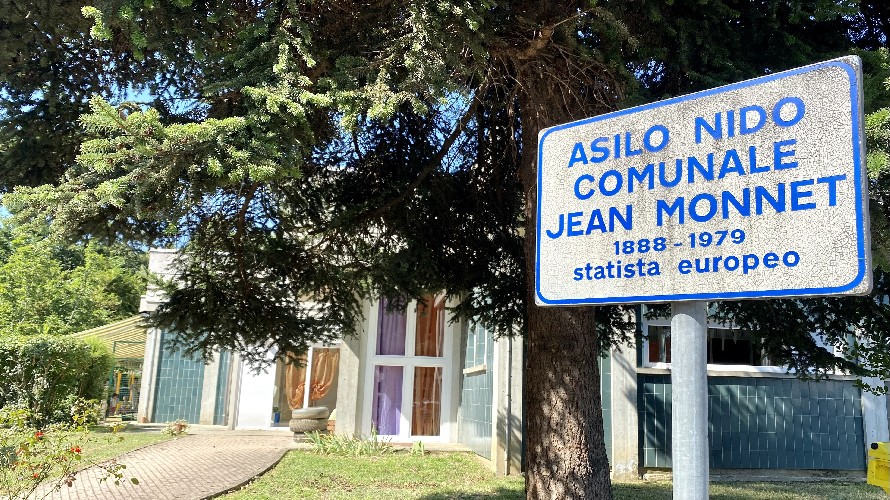 ASILO NIDO
COMUNALE
JEAN MONNET
1888 - 1979
statista europeo